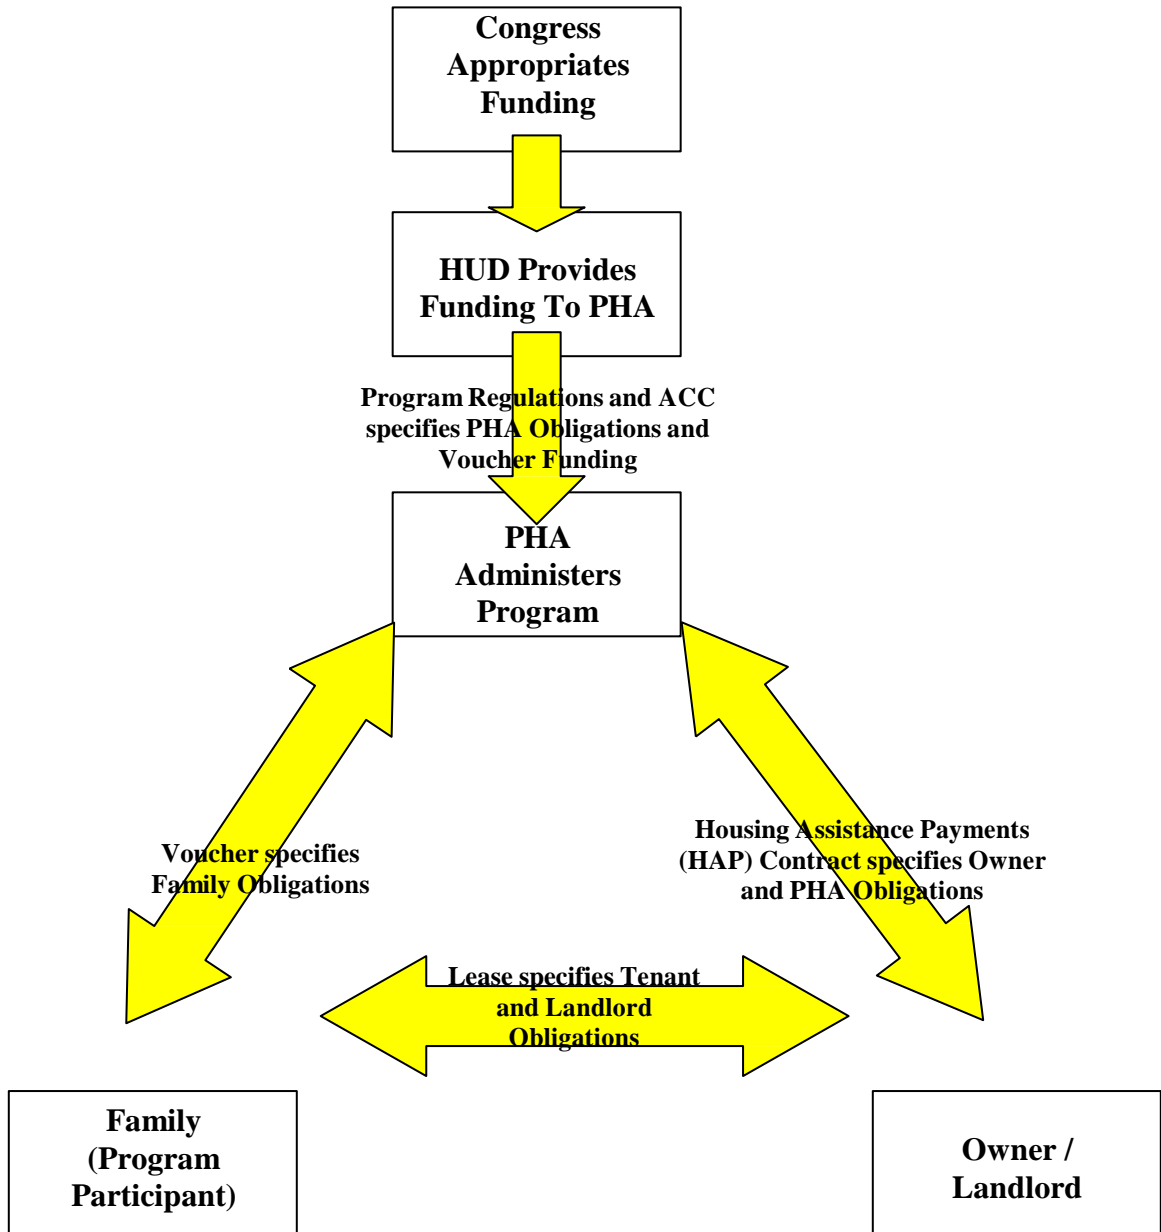 Congress
Appropriates
Funding
HUD Provides
Funding To PHA
Program Regulations and ACC
specifies PHA Obligations and
Voucher Funding
PHA
Administers
Program
Voucher specifies
Family Obligations
Housing Assistance Payments
(HAP) Contract specifies Owner
and PHA Obligations
Lease specifies Tenant
and Landlord
Obligations
Family
(Program
Participant)
Owner /
Landlord